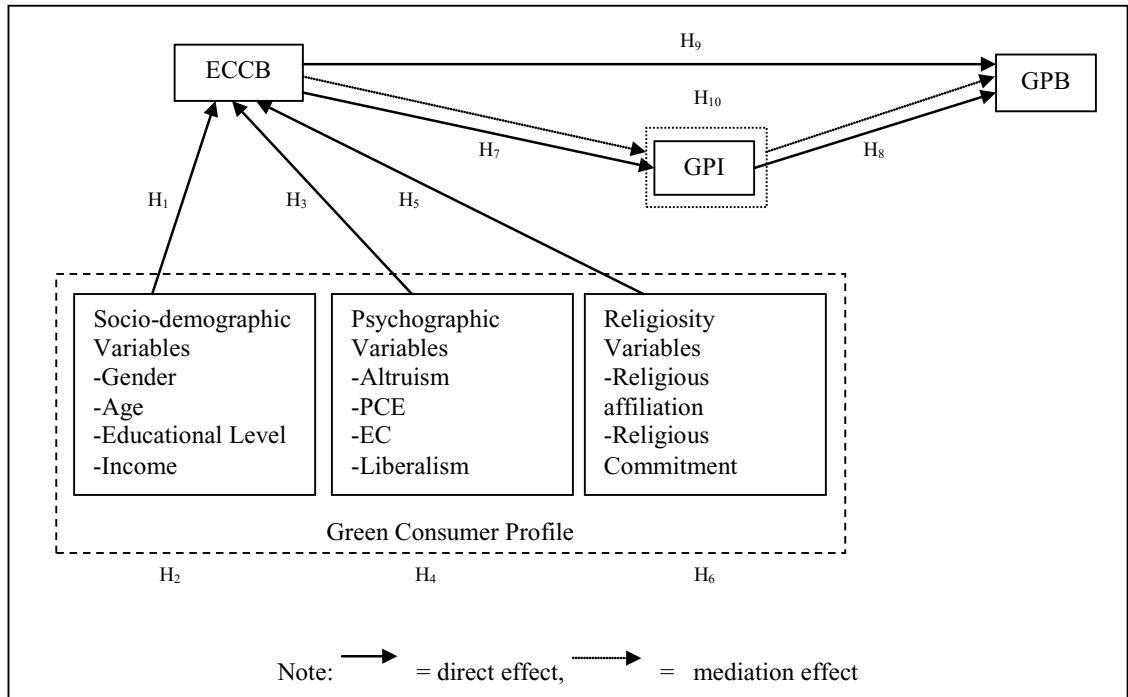 H9
ECCB
GPB
H10
H7
H8
GPI
H1
H3
H5
Socio-demographic
Variables
-Gender
-Age
-Educational Level
-Income
Psychographic
Variables
-Altruism
-PCE
-EC
-Liberalism
Religiosity
Variables
-Religious
affiliation
-Religious
Commitment
Green Consumer Profile
H2
H4
H6
Note: = direct effect, = mediation effect